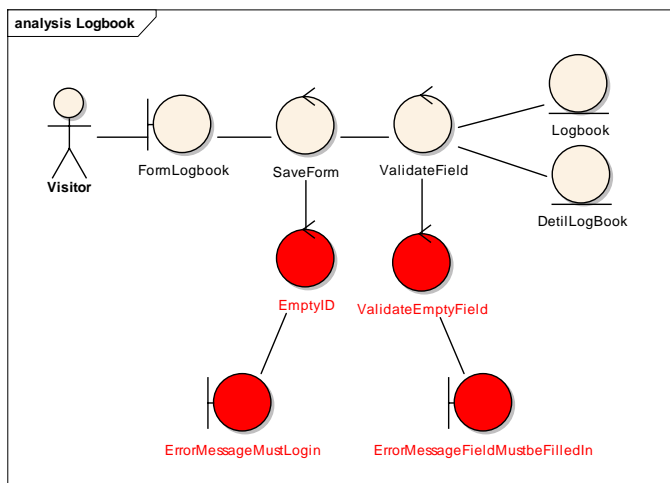 analysis Logbook
Visitor
FormLogbook
SaveForm
ValidateField
Logbook
DetilLogBook
EmptyID
ValidateEmptyField
ErrorMessageMustLogin
ErrorMessageFieldMustbeFilledIn